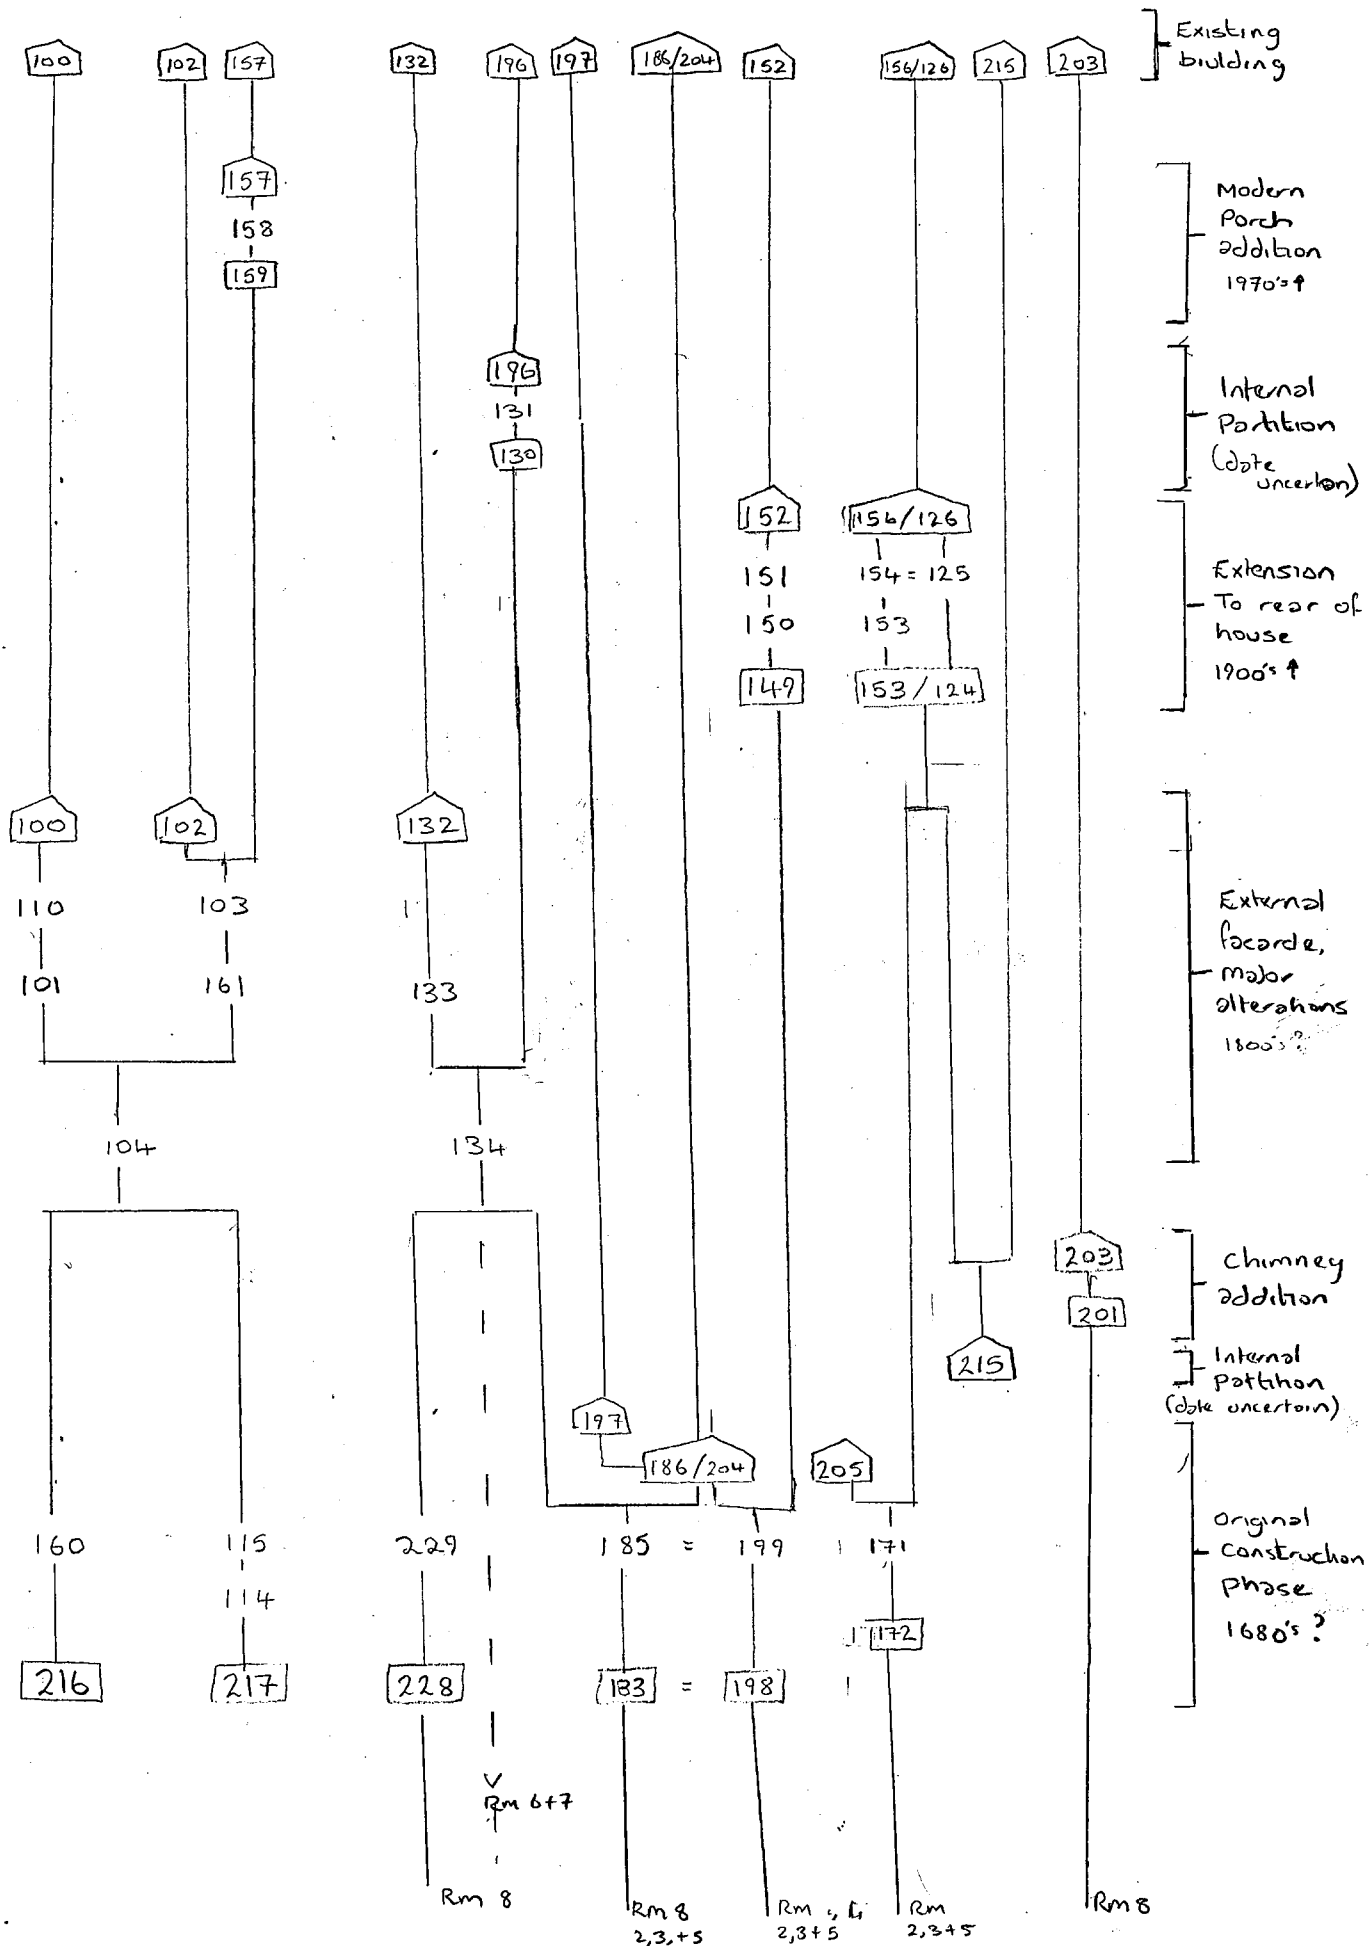 100 102 157 132 196 197 186/204 152 156/126 215 203
Existing
biulding
157
158
159
Modern
Porch
addition
1970's ↑
196
131
130
Internal
Partition
(date
uncertain)
152 156/126
151 154 = 125
150 153
149 153/124
Extension
To rear of
house
1900's ↑
100 102 132
110 103
101 161 133
104 134
External
facarde,
major
alterations
1800's?
203
201
Chimney
addition
215
Internal
partition
(date uncertain)
197
186/204 205
160 115 229 185 = 199 171
114
172
216 217 228 183 = 198
Original
Construction
phase
1680's?
Rm 6+7
Rm 8
Rm 8
2,3,+5
Rm
2,3+5
Rm
2,3+5
Rm 8